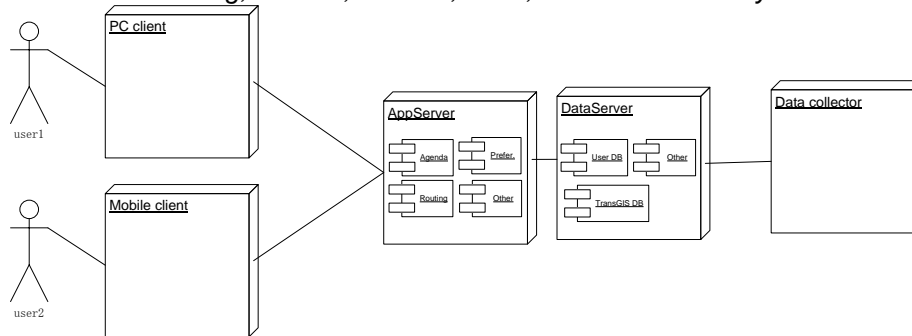 PC client
user1
AppServer
Agenda
Prefer.
Routing
Other
DataServer
User DB
Other
TransGIS DB
Data collector
Mobile client
user2